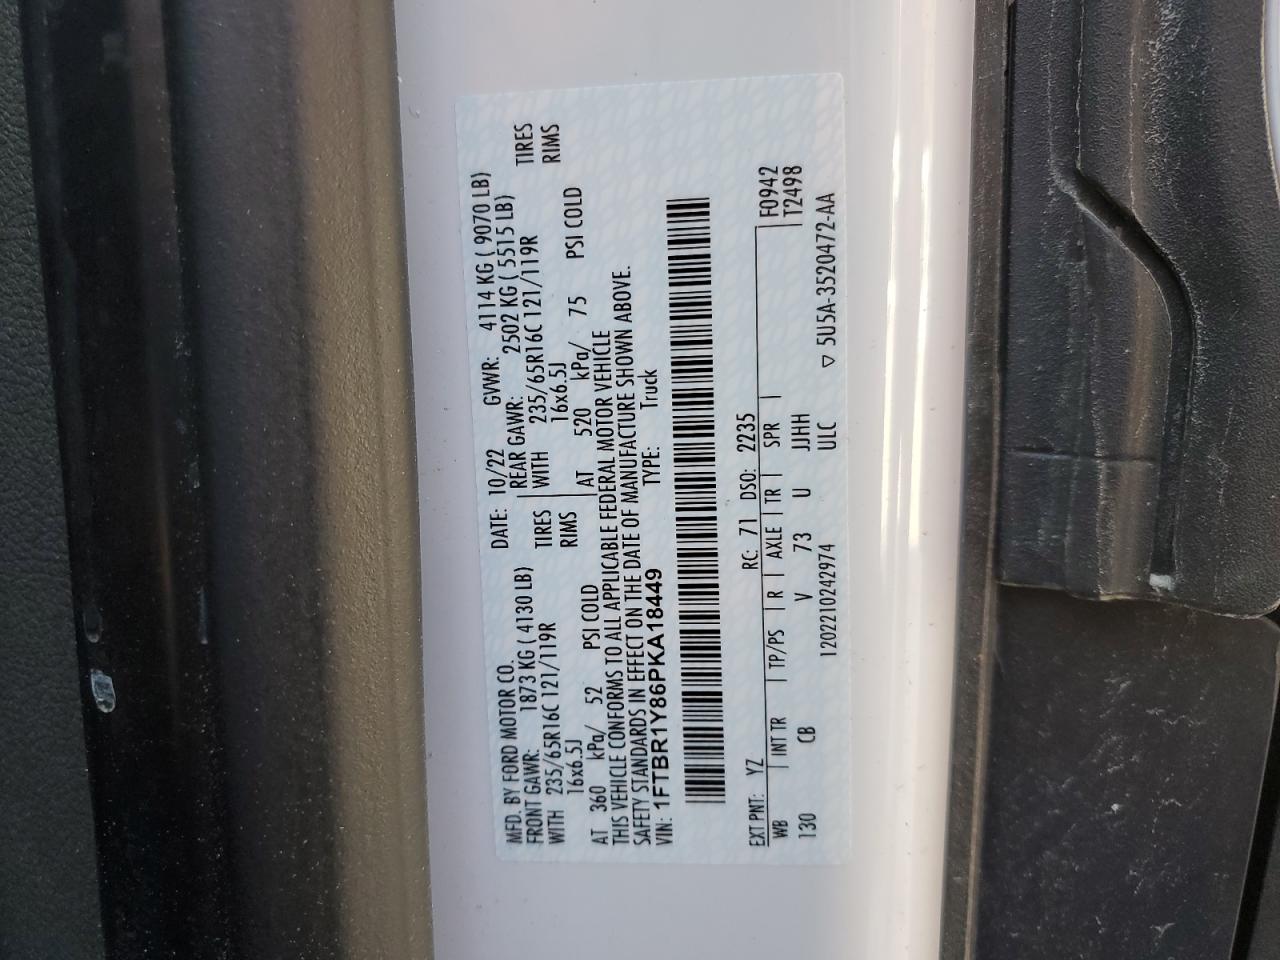 MFD. BY FORD MOTOR CO. DATE: 10/22 GVWR: 4114 KG ( 9070 LB)
FRONT GAWR: 1873 KG ( 4130 LB) REAR GAWR: 2502 KG ( 5515 LB)
WITH 235/65R16C 121/119R TIRES WITH 235/65R16C 121/119R TIRES
16x6.5J RIMS 16x6.5J RIMS
AT 360 kPa/ 52 PSI COLD AT 520 kPa/ 75 PSI COLD
THIS VEHICLE CONFORMS TO ALL APPLICABLE FEDERAL MOTOR VEHICLE
SAFETY STANDARDS IN EFFECT ON THE DATE OF MANUFACTURE SHOWN ABOVE.
VIN: 1FTBR1Y86PKA18449 TYPE: Truck
EXT PNT: YZ RC: 71 DSO: 2235 F0942
WB | INT TR | TP/PS | R | AXLE | TR | SPR | T2498
130 CB V 73 U JJHH
120221024​2974 ULC ▽ 5U5A-3520472-AA